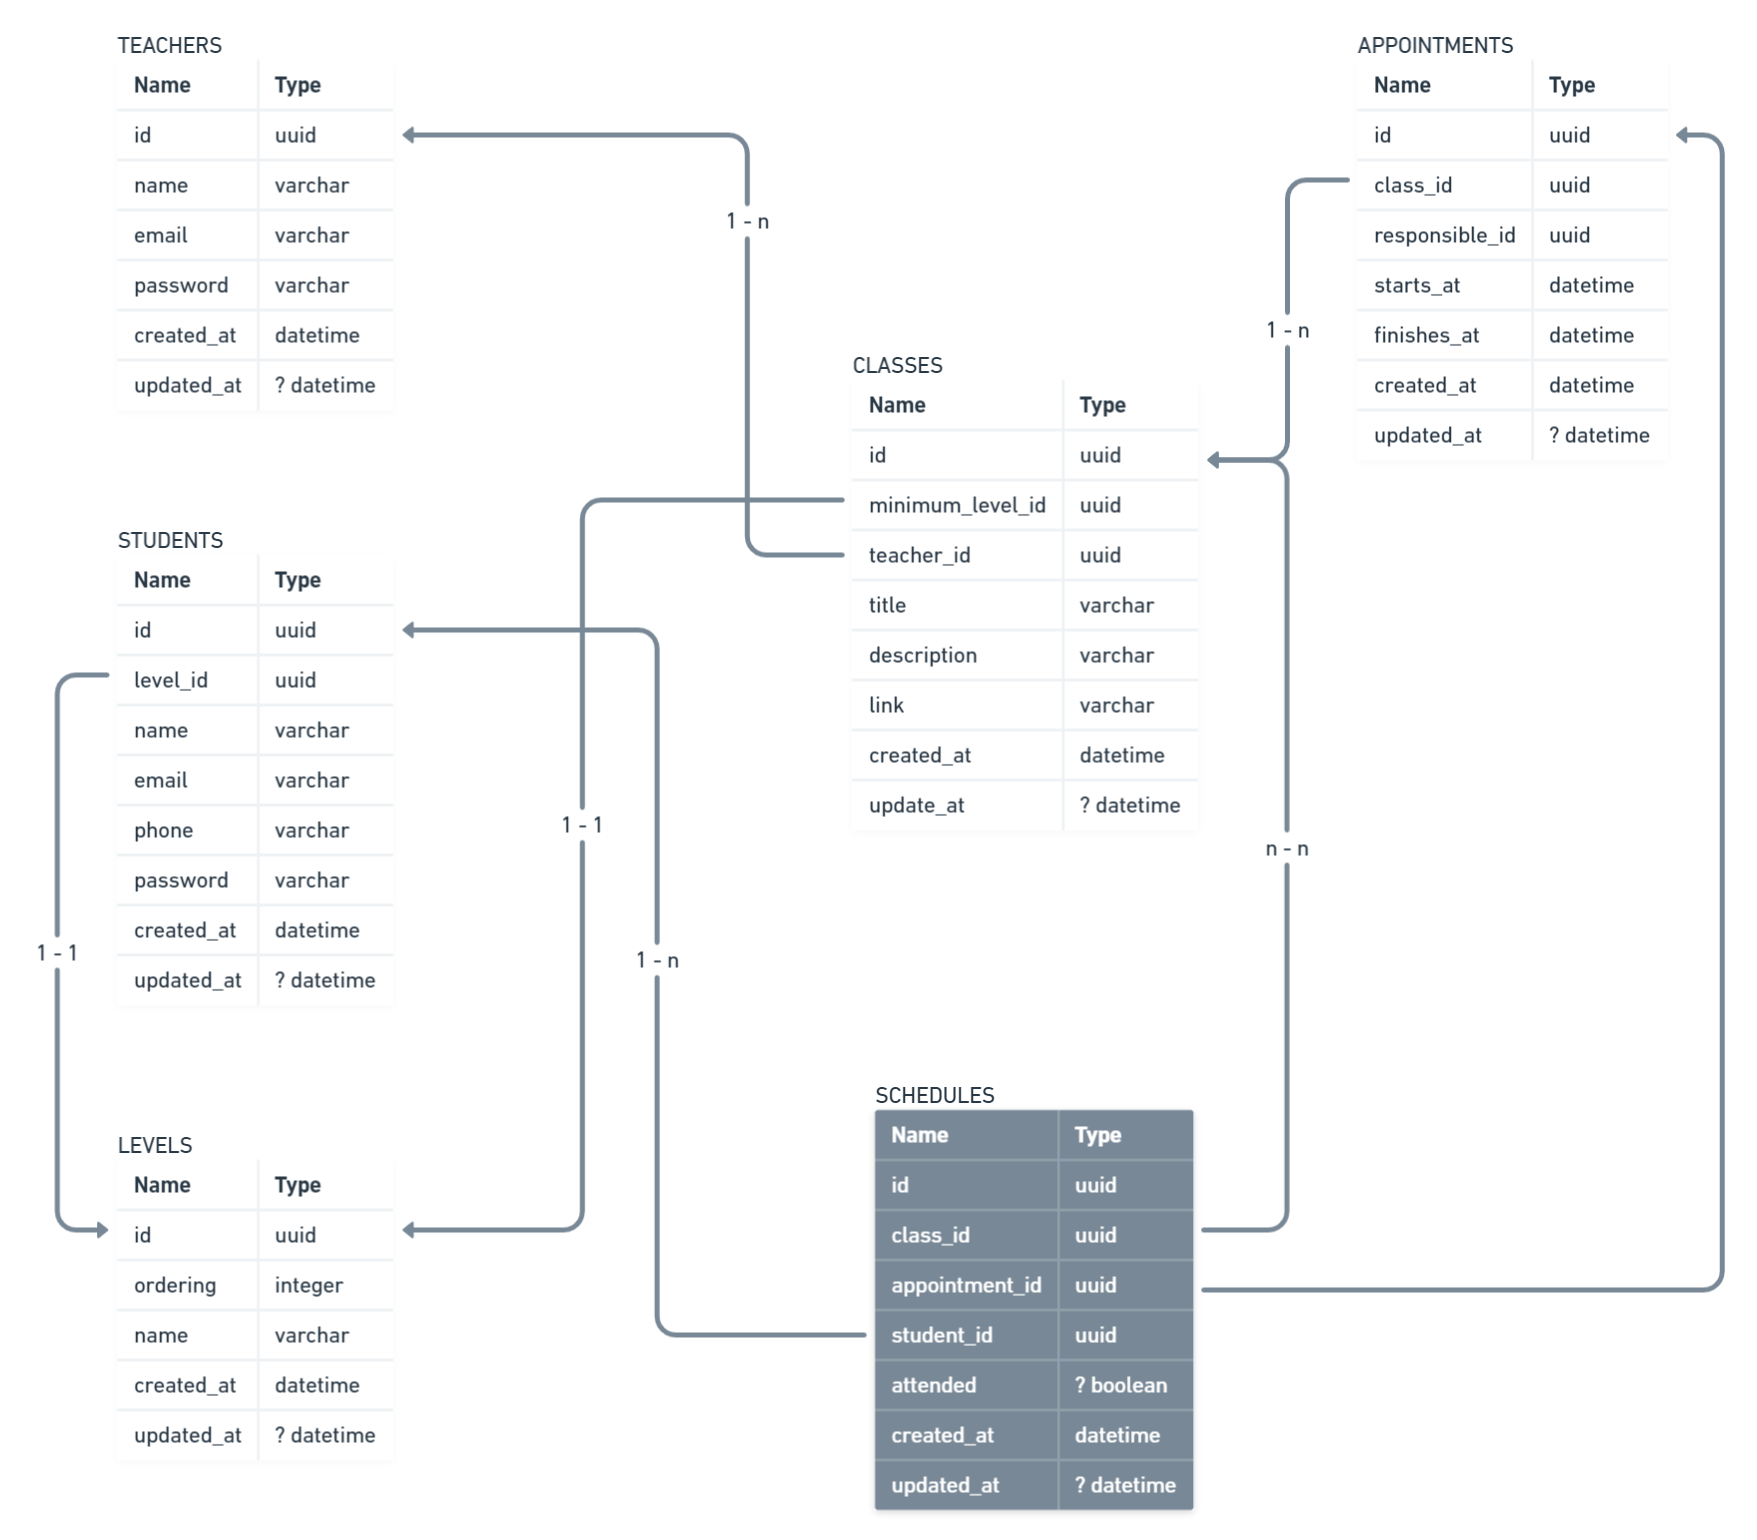 TEACHERS
Name Type
id uuid
name varchar
email varchar
password varchar
created_at datetime
updated_at ? datetime
APPOINTMENTS
Name Type
id uuid
class_id uuid
responsible_id uuid
starts_at datetime
finishes_at datetime
created_at datetime
updated_at ? datetime
1 - n
1 - n
CLASSES
Name Type
id uuid
minimum_level_id uuid
teacher_id uuid
title varchar
description varchar
link varchar
created_at datetime
update_at ? datetime
STUDENTS
Name Type
id uuid
level_id uuid
name varchar
email varchar
phone varchar
password varchar
created_at datetime
updated_at ? datetime
1 - 1
n - n
1 - 1
1 - n
LEVELS
Name Type
id uuid
ordering integer
name varchar
created_at datetime
updated_at ? datetime
SCHEDULES
Name Type
id uuid
class_id uuid
appointment_id uuid
student_id uuid
attended ? boolean
created_at datetime
updated_at ? datetime